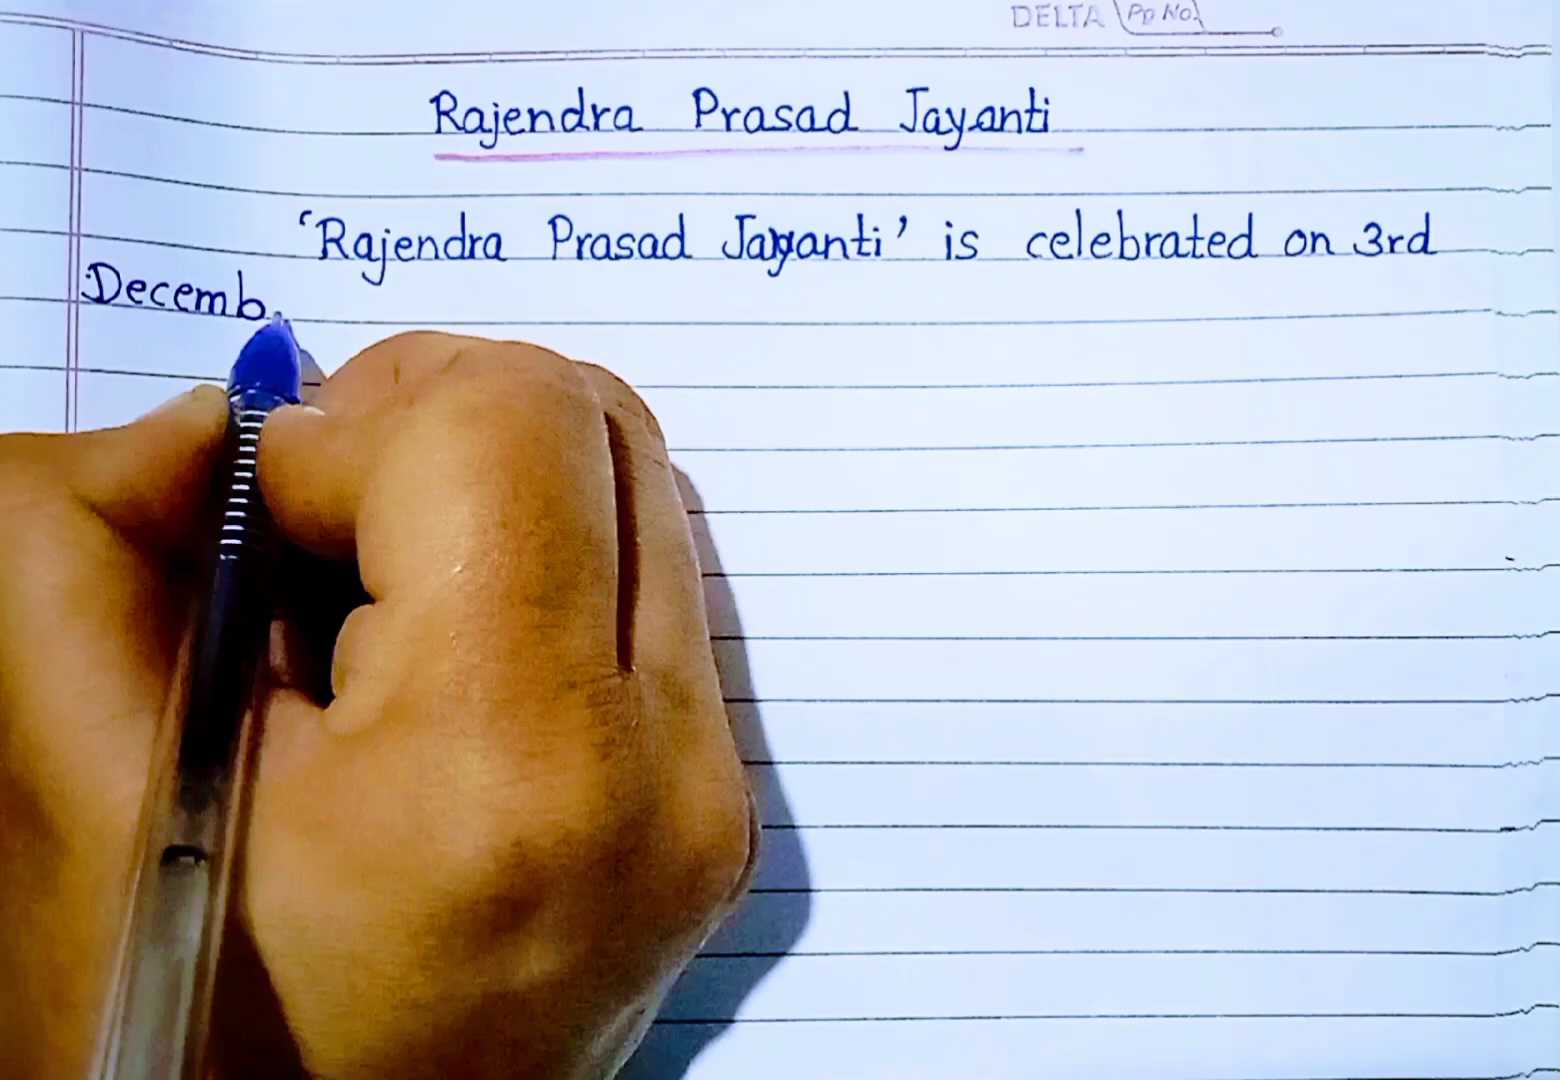 DELTA Pg No.
Rajendra Prasad Jayanti
‘Rajendra Prasad Jayanti’ is celebrated on 3rd
Decemb